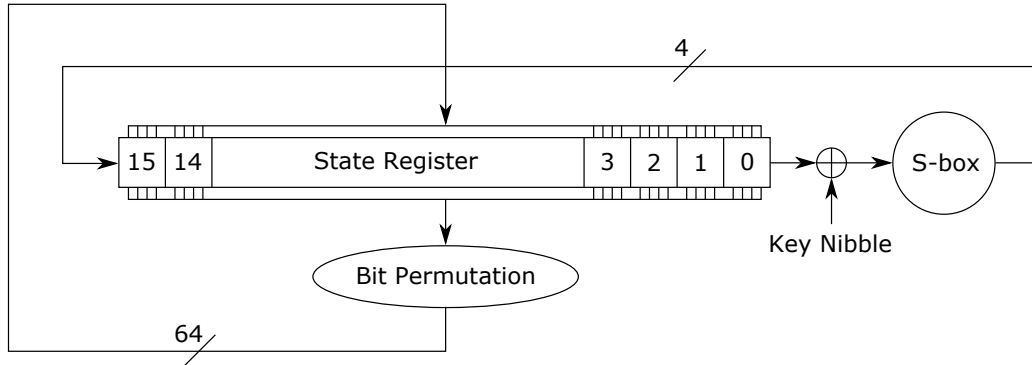 4
15 14 State Register 3 2 1 0 S-box
Key Nibble
Bit Permutation
64